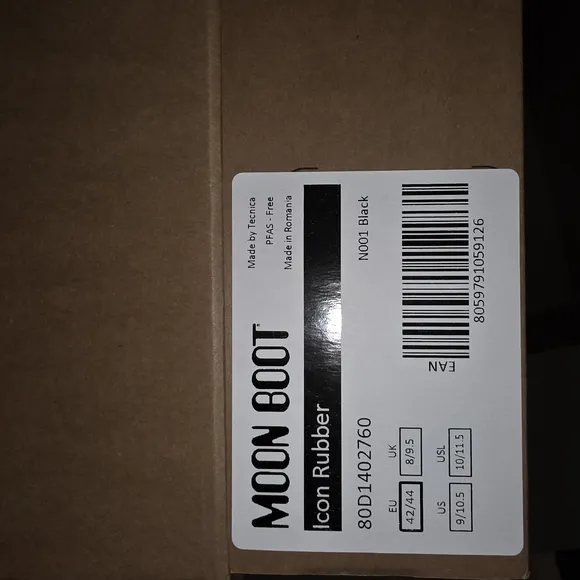 MOON BOOT
Made by Tecnica
PFAS - Free
Made in Romania
Icon Rubber
80D1402760
N001 Black
EU
42/44
UK
8/9.5
US
9/10.5
USL
10/11.5
EAN
8059791059126